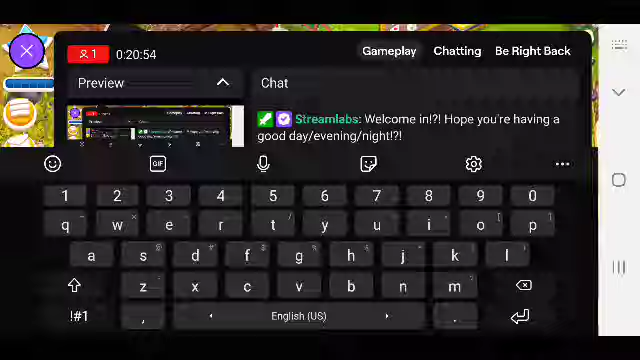 1 0:20:54 Gameplay Chatting Be Right Back
Preview Chat
Streamlabs: Welcome in!?! Hope you're having a
good day/evening/night!?!
GIF
1 2 3 4 5 6 7 8 9 0
q w e r t y u i o p
a s d f g h j k l
z x c v b n m
!#1 , English (US) .